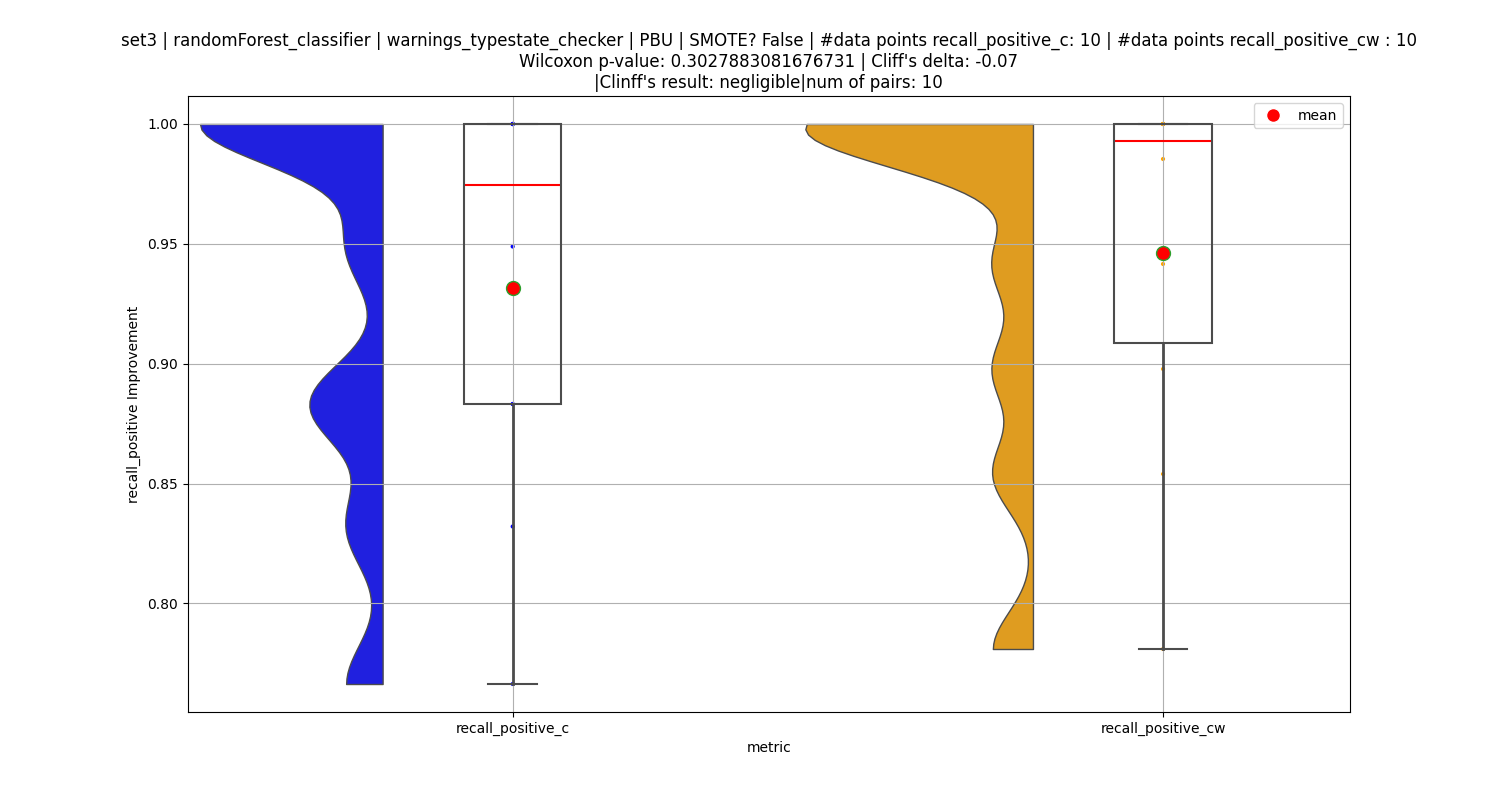 set3 | randomForest_classifier | warnings_typestate_checker | PBU | SMOTE? False | #data points recall_positive_c: 10 | #data points recall_positive_cw : 10
Wilcoxon p-value: 0.3027883081676731 | Cliff's delta: -0.07
|Clinff's result: negligible|num of pairs: 10
mean
1.00
0.95
0.90
0.85
0.80
recall_positive Improvement
recall_positive_c
recall_positive_cw
metric